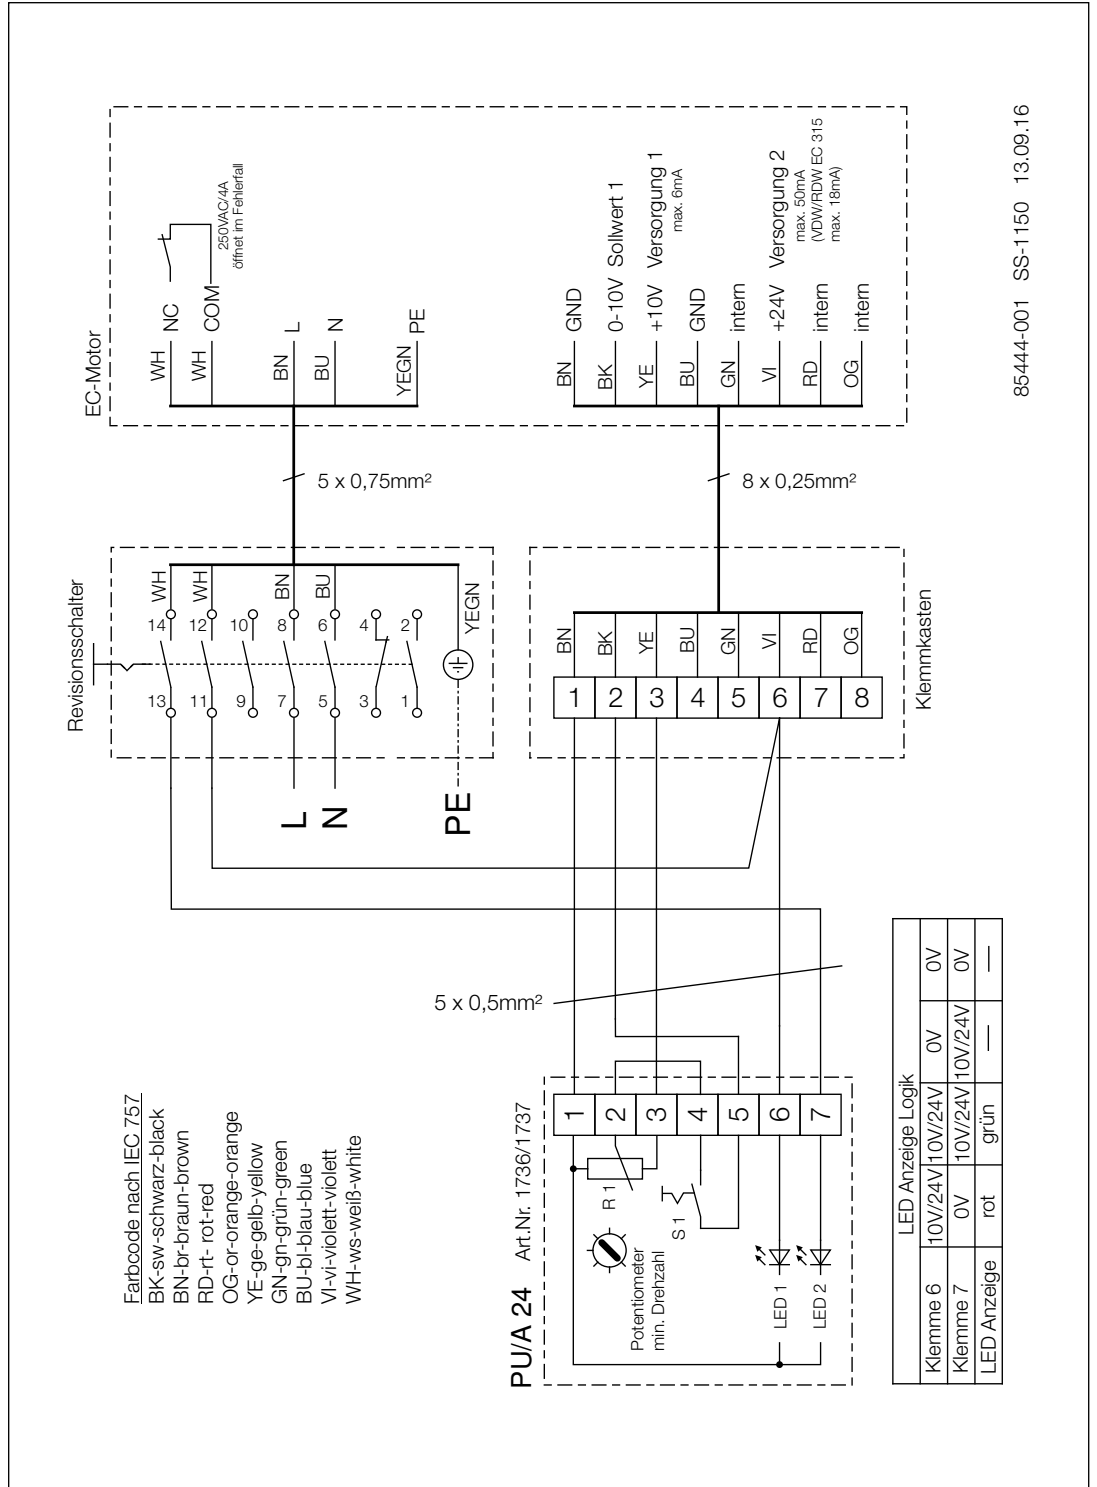 EC-Motor
WH
NC
WH
COM
250VAC/4A
öffnet im Fehlerfall
BN
L
BU
N
YEGN
PE
BN
GND
BK
0-10V Sollwert 1
YE
+10V Versorgung 1
max. 6mA
BU
GND
GN
intern
VI
+24V Versorgung 2
max. 50mA
(VDW/RDW EC 315
max. 18mA)
RD
intern
OG
intern
5 x 0,75mm²
8 x 0,25mm²
Revisionsschalter
13
14
WH
11
12
WH
9
10
7
8
BN
5
6
BU
3
4
1
2
YEGN
L
N
PE
Klemmkasten
1
BN
2
BK
3
YE
4
BU
5
GN
6
VI
7
RD
8
OG
5 x 0,5mm²
Farbcode nach IEC 757
BK-sw-schwarz-black
BN-br-braun-brown
RD-rt- rot-red
OG-or-orange-orange
YE-ge-gelb-yellow
GN-gn-grün-green
BU-bl-blau-blue
VI-vi-violett-violett
WH-ws-weiß-white
PU/A 24 Art.Nr. 1736/1737
1
2
3
4
5
6
7
R 1
Potentiometer
min. Drehzahl
S 1
LED 1
LED 2
LED Anzeige Logik
Klemme 6 10V/24V 10V/24V 0V 0V
Klemme 7 0V 10V/24V 10V/24V 0V
LED Anzeige rot grün — —
85444-001 SS-1150 13.09.16